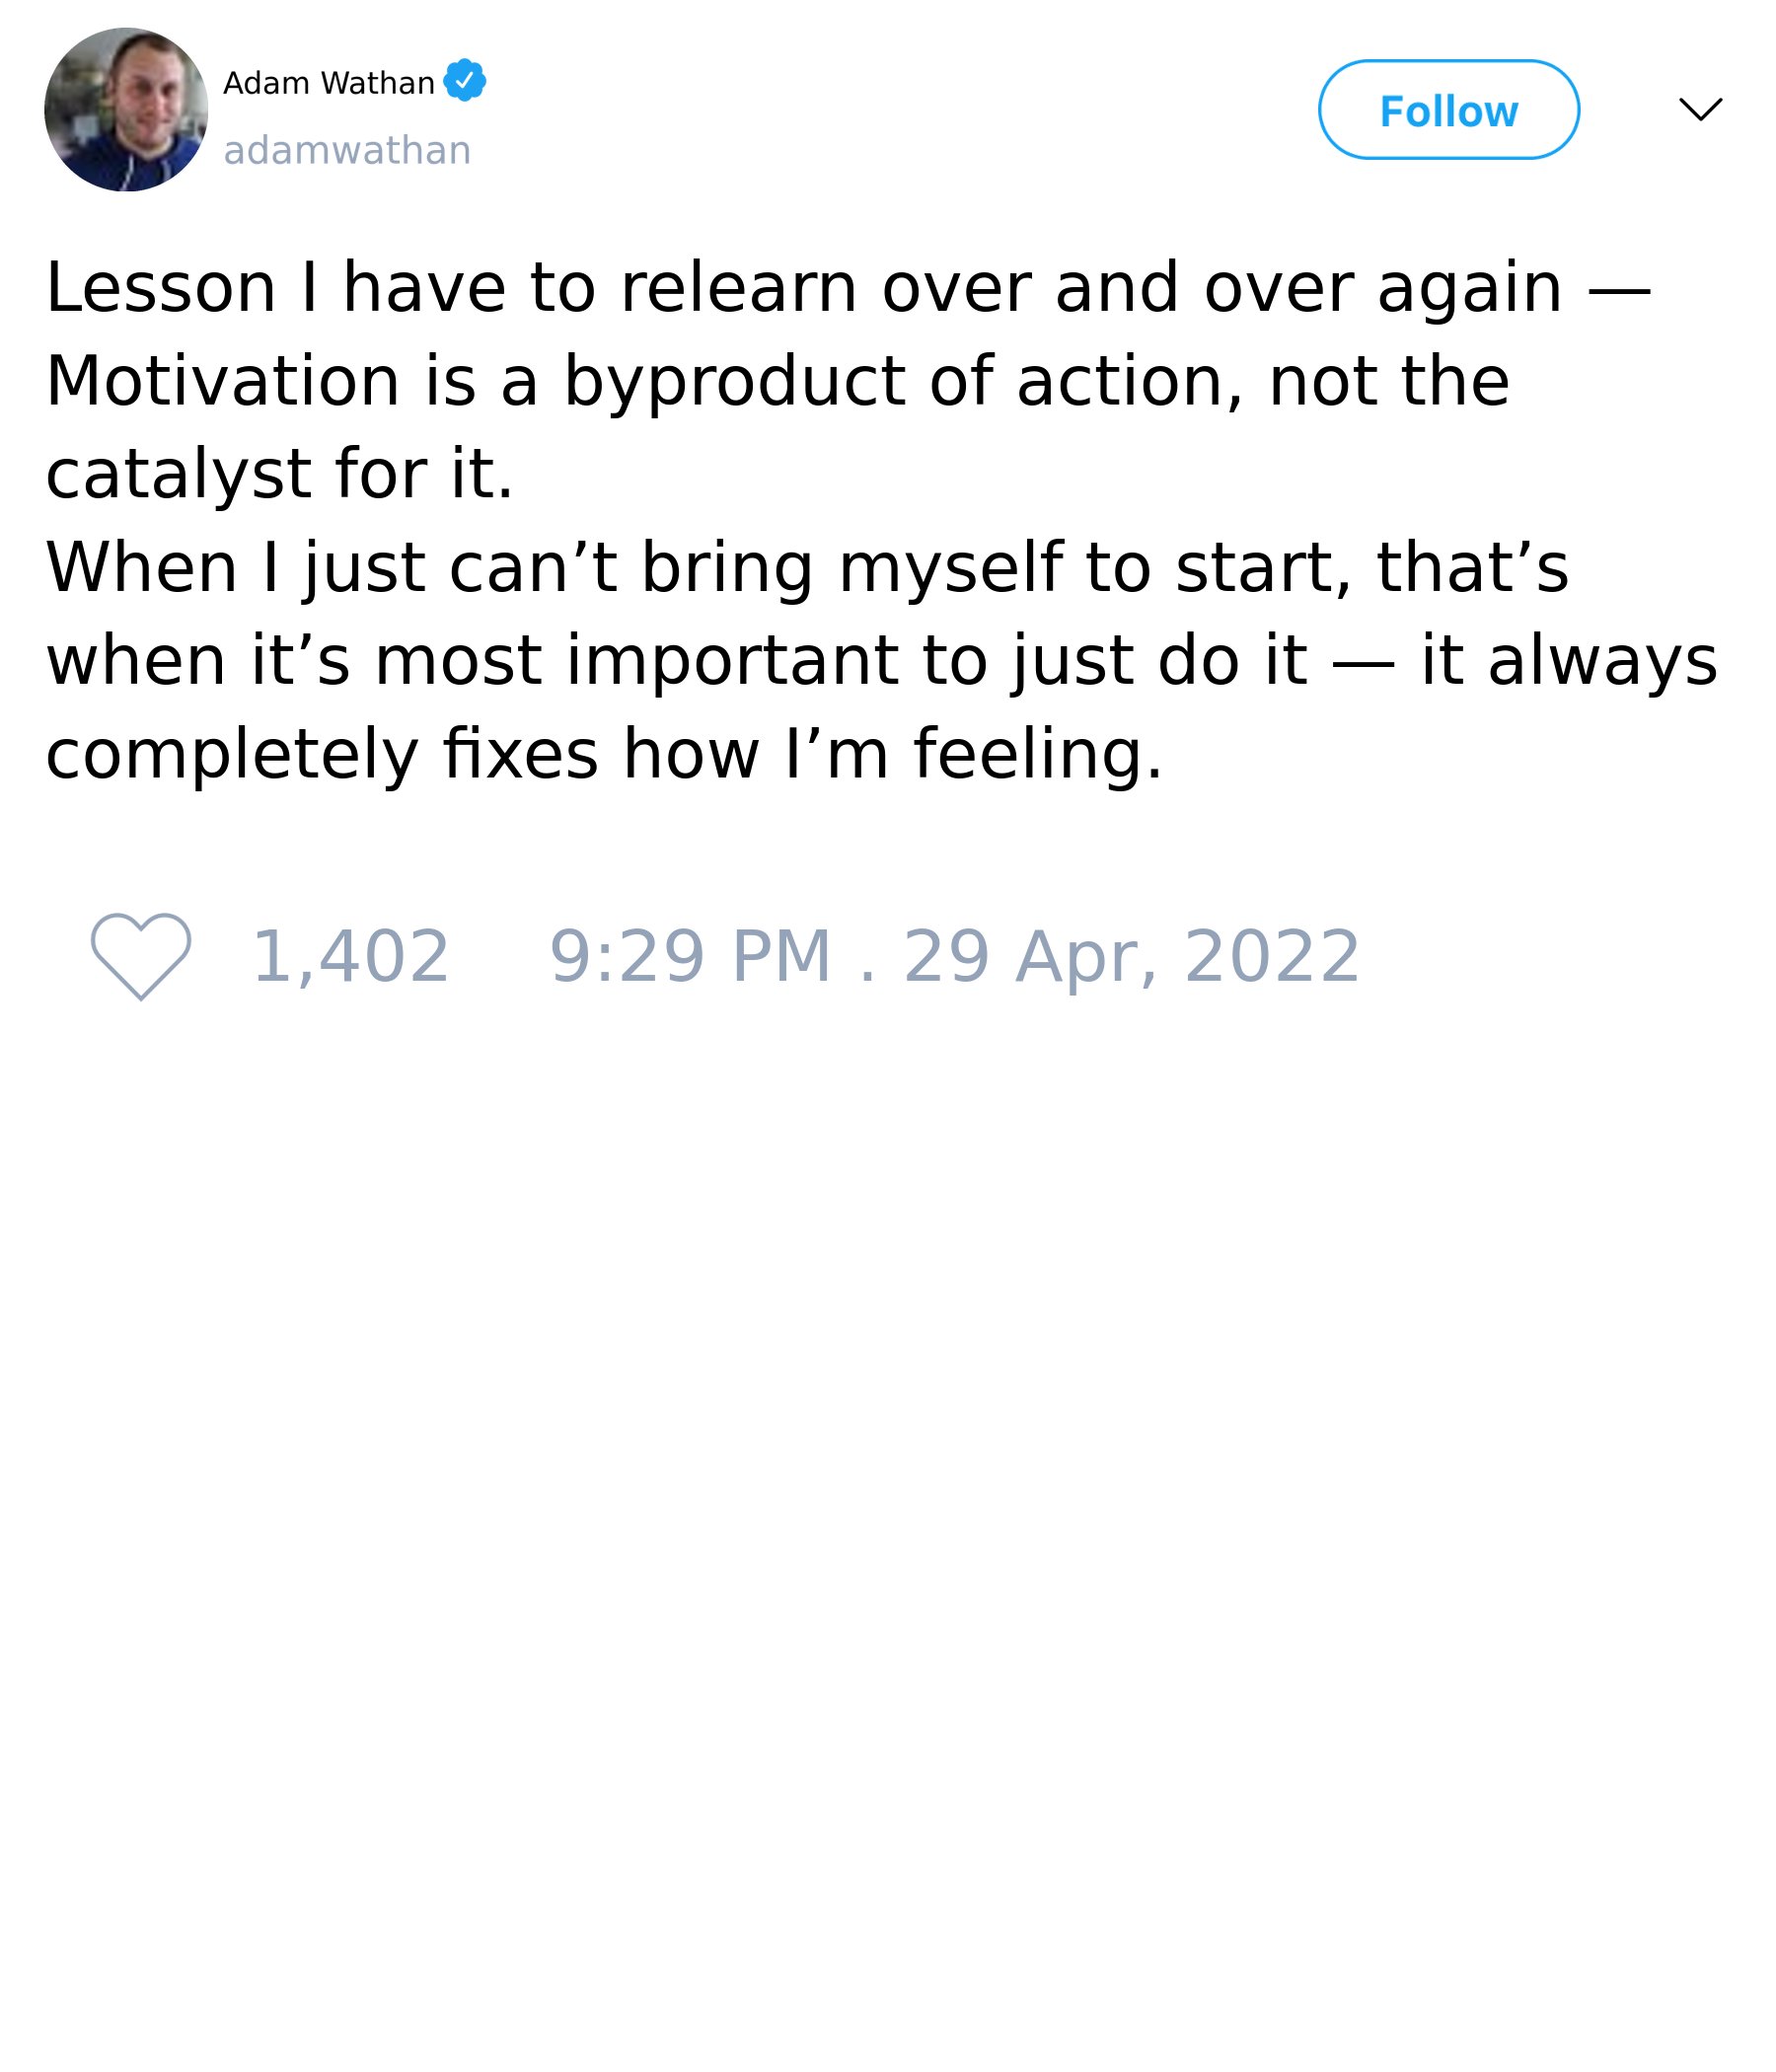 Adam Wathan
adamwathan
Follow
Lesson I have to relearn over and over again —
Motivation is a byproduct of action, not the
catalyst for it.
When I just can’t bring myself to start, that’s
when it’s most important to just do it — it always
completely fixes how I’m feeling.
1,402 9:29 PM . 29 Apr, 2022